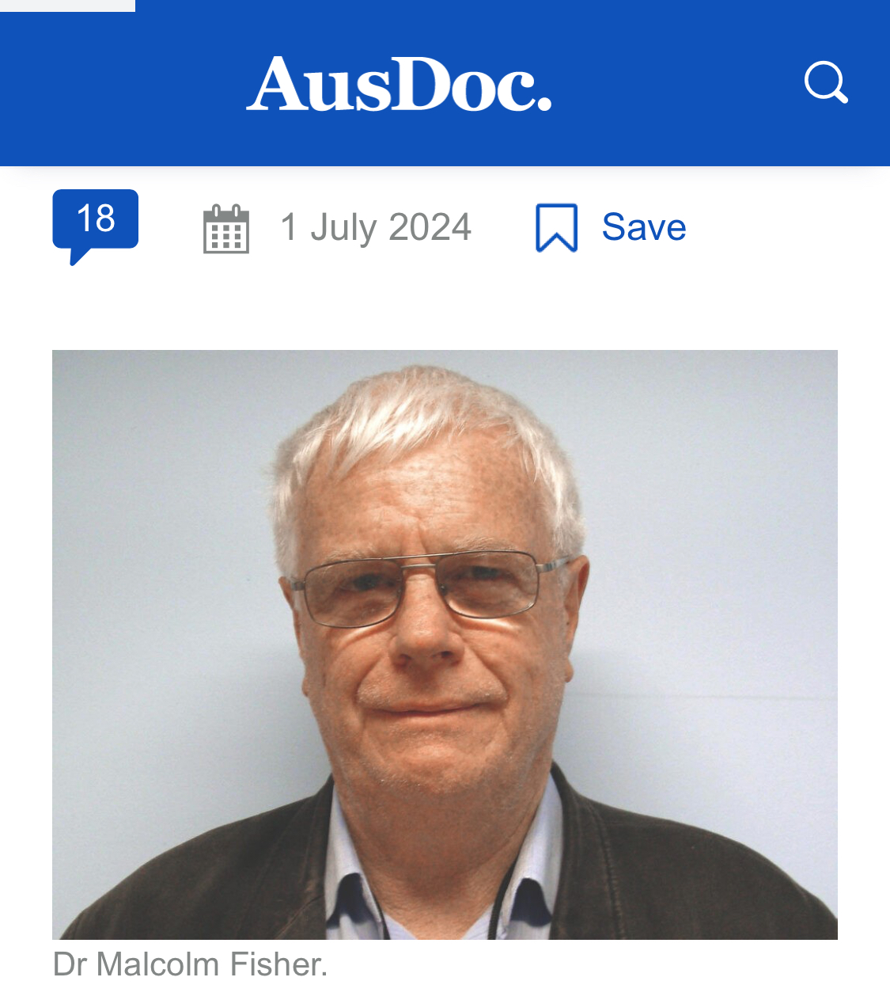 AusDoc.
18
1 July 2024
Save
Dr Malcolm Fisher.